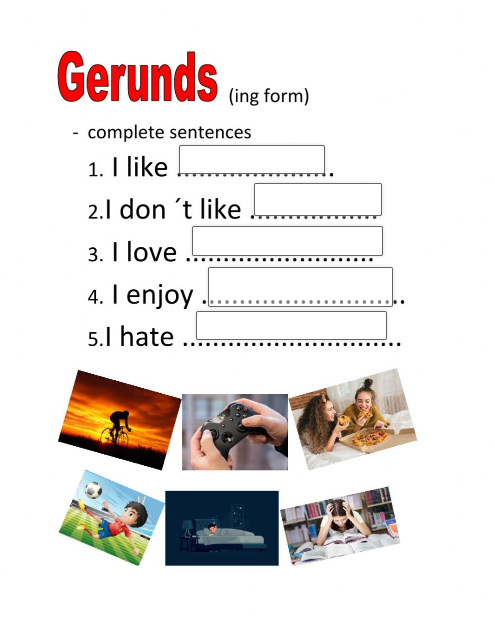 Gerunds (ing form)
- complete sentences
1. I like ....................
2.I don ´t like .................
3. I love .........................
4. I enjoy ...........................
5.I hate .............................